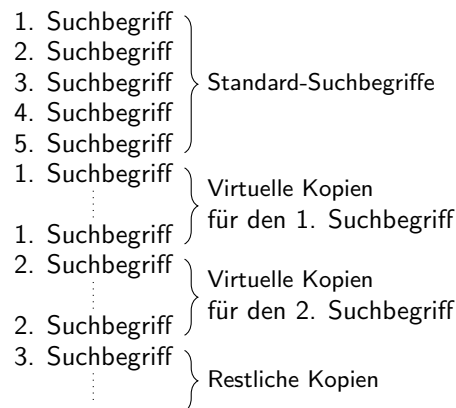 1. Suchbegriff
2. Suchbegriff
3. Suchbegriff
4. Suchbegriff
5. Suchbegriff
Standard-Suchbegriffe
1. Suchbegriff
1. Suchbegriff
Virtuelle Kopien
für den 1. Suchbegriff
2. Suchbegriff
2. Suchbegriff
Virtuelle Kopien
für den 2. Suchbegriff
3. Suchbegriff
Restliche Kopien